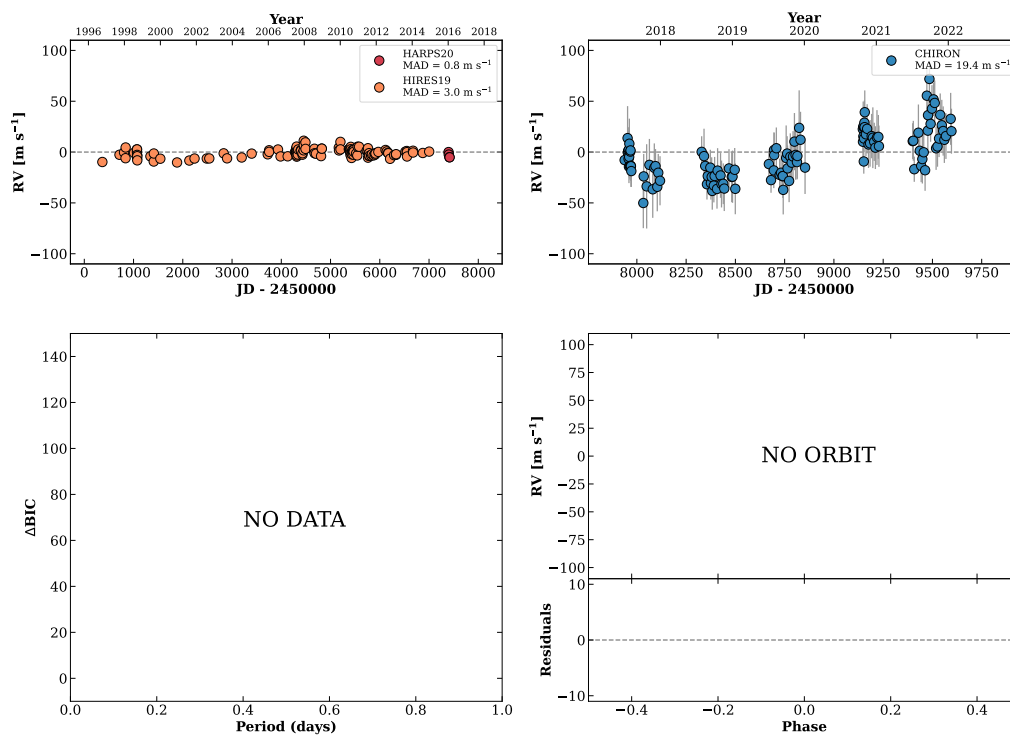 Year
1996 1998 2000 2002 2004 2006 2008 2010 2012 2014 2016 2018
HARPS20
MAD = 0.8 m s⁻¹
HIRES19
MAD = 3.0 m s⁻¹
RV [m s⁻¹]
100
50
0
−50
−100
0 1000 2000 3000 4000 5000 6000 7000 8000
JD - 2450000
Year
2018 2019 2020 2021 2022
CHIRON
MAD = 19.4 m s⁻¹
RV [m s⁻¹]
100
50
0
−50
−100
8000 8250 8500 8750 9000 9250 9500 9750
JD - 2450000
ΔBIC
140
120
100
80
60
40
20
0
NO DATA
0.0 0.2 0.4 0.6 0.8 1.0
Period (days)
RV [m s⁻¹]
100
75
50
25
0
−25
−50
−75
−100
NO ORBIT
Residuals
10
0
−10
−0.4 −0.2 0.0 0.2 0.4
Phase